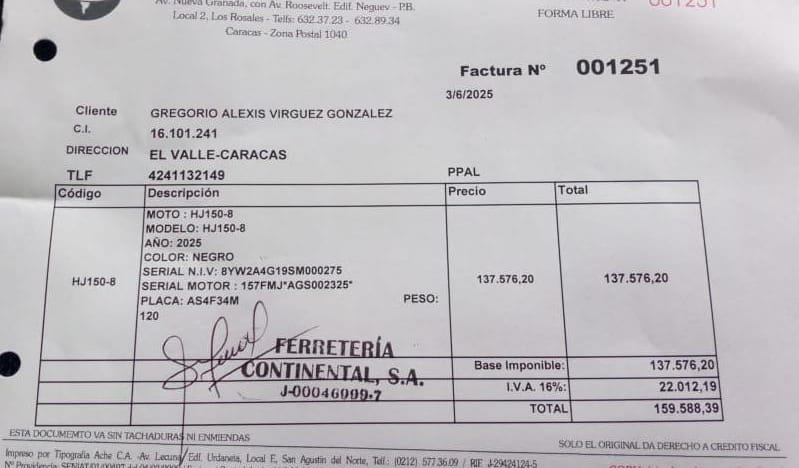 Av. Nueva Granada, con Av. Roosevelt. Edif. Neguev - P.B.
Local 2, Los Rosales - Telfs: 632.37.23 - 632.89.34
Caracas - Zona Postal 1040
FORMA LIBRE
001251
Factura Nº 001251
3/6/2025
Cliente GREGORIO ALEXIS VIRGUEZ GONZALEZ
C.I. 16.101.241
DIRECCION EL VALLE-CARACAS
TLF 4241132149 PPAL
Código Descripción Precio Total
MOTO : HJ150-8
MODELO: HJ150-8
AÑO: 2025
COLOR: NEGRO
SERIAL N.I.V: 8YW2A4G19SM000275
HJ150-8 SERIAL MOTOR : 157FMJ*AGS002325* 137.576,20 137.576,20
PLACA: AS4F34M PESO:
120
FERRETERÍA
CONTINENTAL, S.A.
J-00046099-7
Base Imponible: 137.576,20
I.V.A. 16%: 22.012,19
TOTAL 159.588,39
ESTA DOCUMEMTO VA SIN TACHADURAS NI ENMIENDAS
SOLO EL ORIGINAL DA DERECHO A CREDITO FISCAL
Impreso por Tipografía Ache C.A. -Av. Lecuna, Edf. Urdaneta, Local E, San Agustin del Norte, Telf.: (0212) 577.36.09 / RIF J-29424124-5